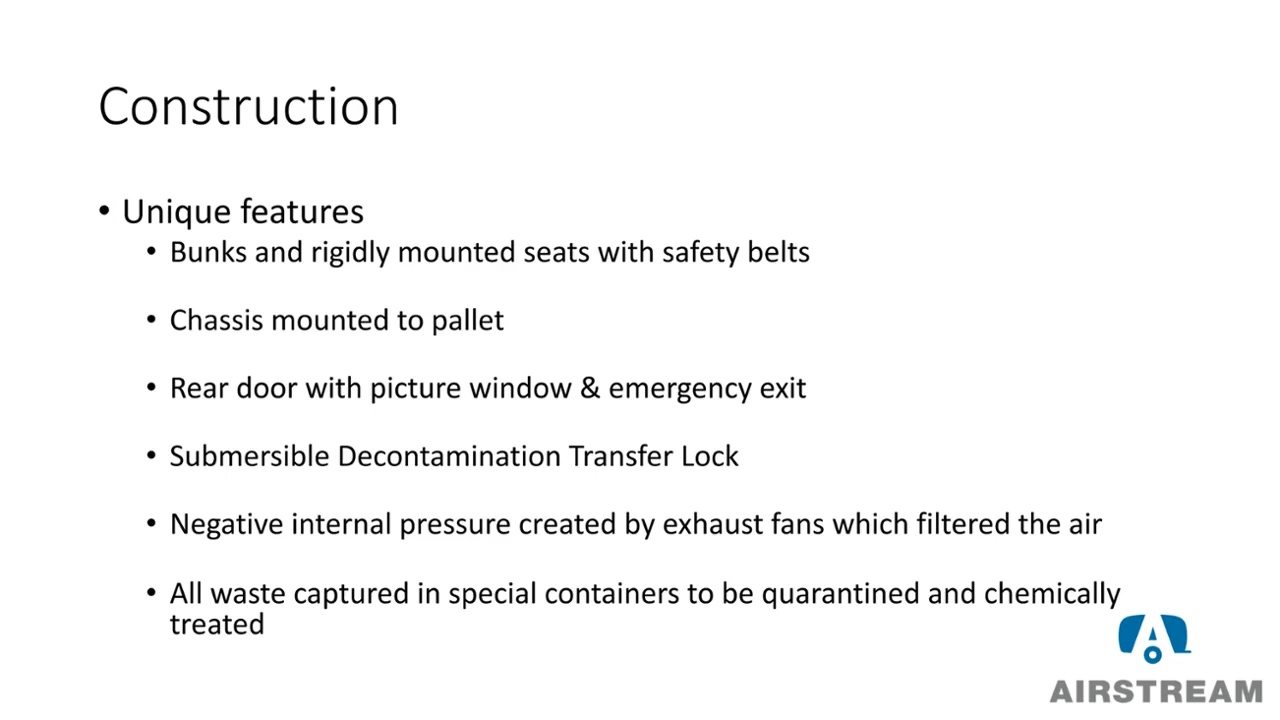 Construction
• Unique features
• Bunks and rigidly mounted seats with safety belts
• Chassis mounted to pallet
• Rear door with picture window & emergency exit
• Submersible Decontamination Transfer Lock
• Negative internal pressure created by exhaust fans which filtered the air
• All waste captured in special containers to be quarantined and chemically
treated
AIRSTREAM